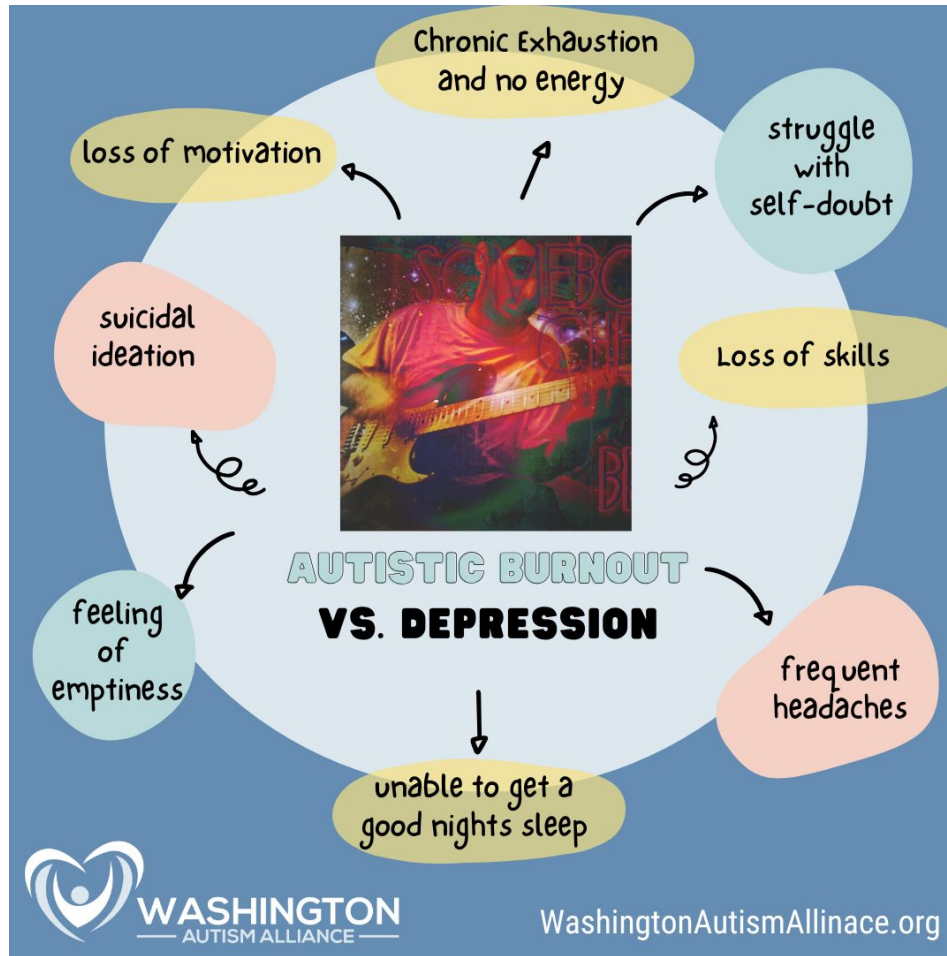 Chronic Exhaustion
and no energy
loss of motivation
struggle
with
self-doubt
suicidal
ideation
Loss of skills
AUTISTIC BURNOUT
VS. DEPRESSION
feeling
of
emptiness
frequent
headaches
unable to get a
good nights sleep
WASHINGTON
AUTISM ALLIANCE
WashingtonAutismAllinace.org